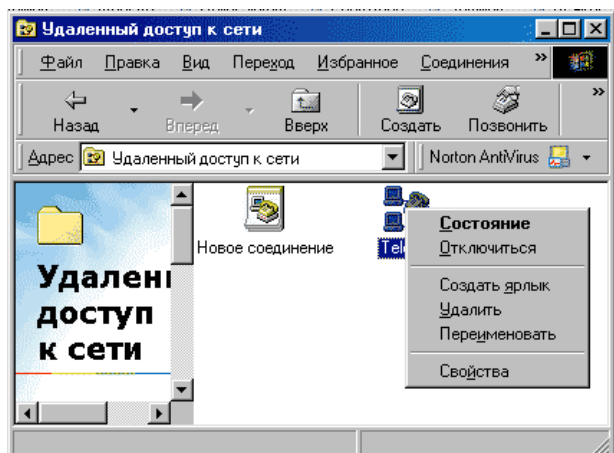 Удаленный доступ к сети
Файл Правка Вид Переход Избранное Соединения »
Назад Вперед Вверх Создать Позвонить »
Адрес Удаленный доступ к сети Norton AntiVirus
Новое соединение
Состояние
Отключиться
Создать ярлык
Удалить
Переименовать
Свойства
Удаленн
доступ
к сети